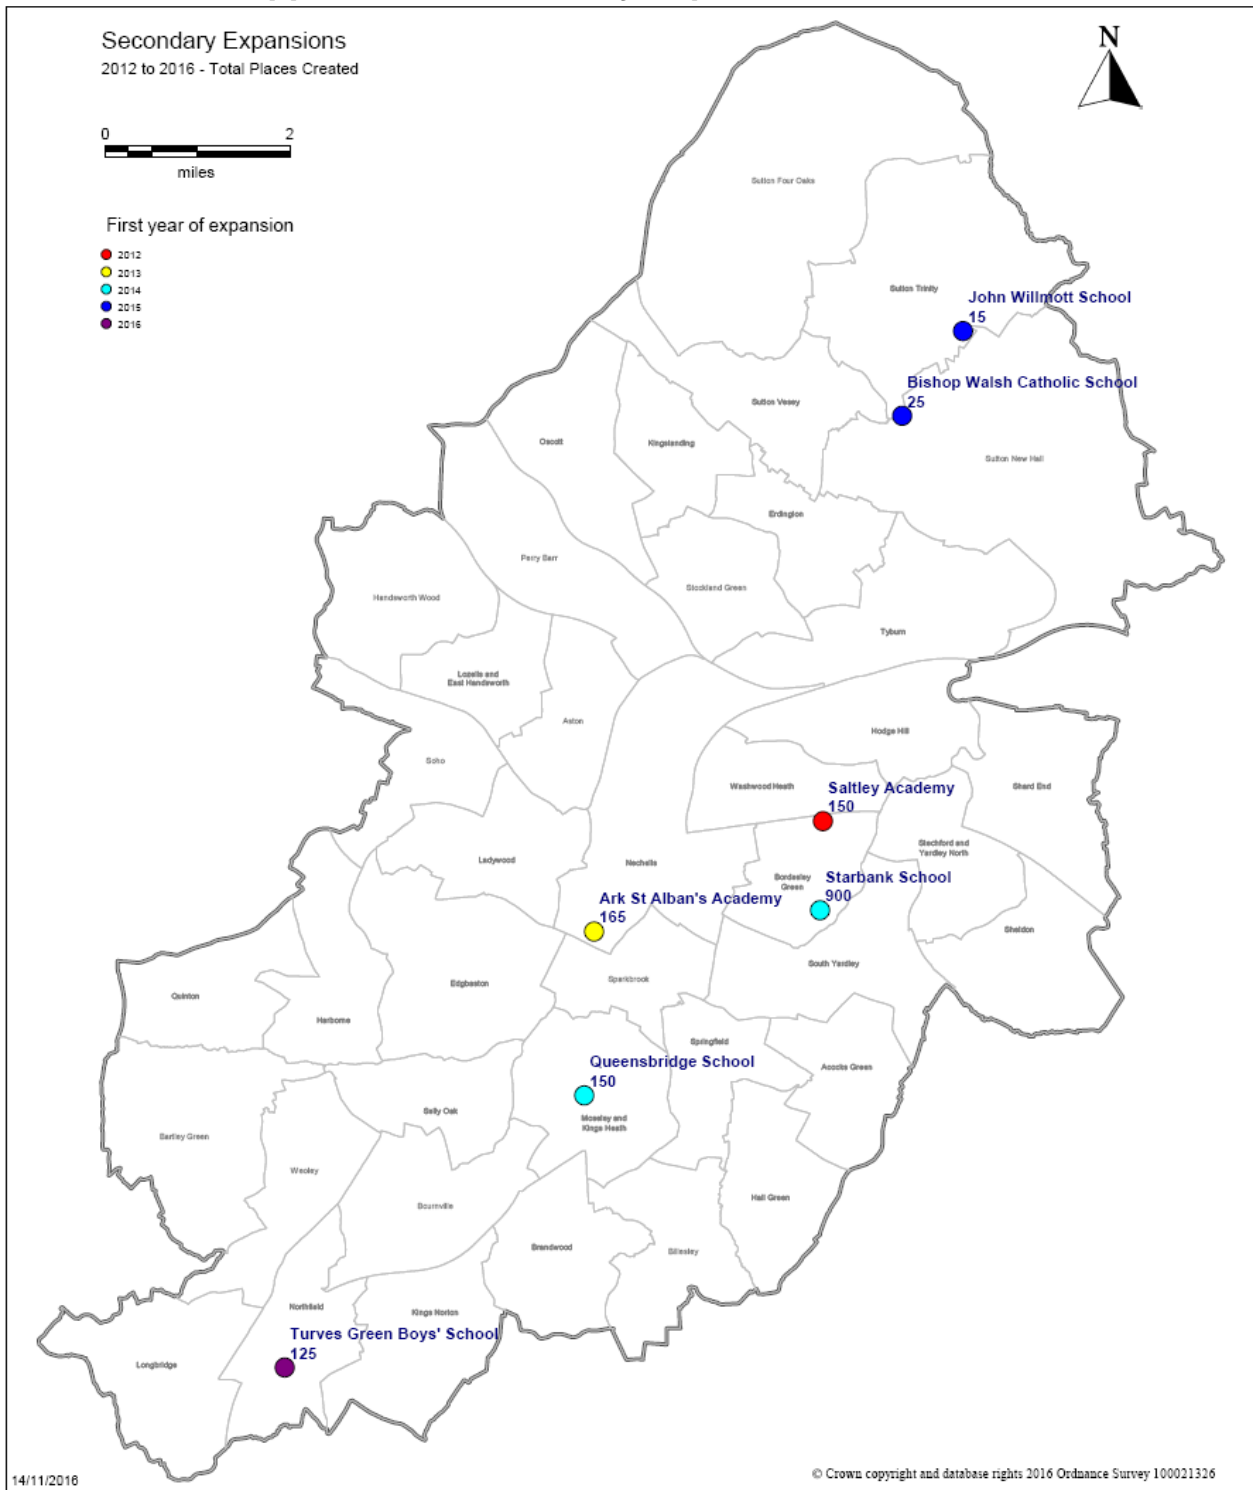 Secondary Expansions
2012 to 2016 - Total Places Created
N
0 2
miles
First year of expansion
2012
2013
2014
2015
2016
Sutton Four Oaks
Sutton Trinity
John Willmott School
15
Bishop Walsh Catholic School
25
Sutton Vesey
Oscott
Kingstanding
Sutton New Hall
Erdington
Perry Barr
Stockland Green
Handsworth Wood
Tyburn
Lozells and
East Handsworth
Aston
Hodge Hill
Soho
Washwood Heath
Shard End
Saltley Academy
150
Stechford and
Yardley North
Ladywood
Nechells
Bordesley
Green
Starbank School
900
Ark St Alban's Academy
165
Sheldon
South Yardley
Sparkbrook
Edgbaston
Quinton
Harborne
Springfield
Queensbridge School
150
Acocks Green
Selly Oak
Moseley and
Kings Heath
Bartley Green
Weoley
Hall Green
Bournville
Brandwood
Billesley
Northfield
Kings Norton
Turves Green Boys' School
125
Longbridge
14/11/2016
© Crown copyright and database rights 2016 Ordnance Survey 100021326